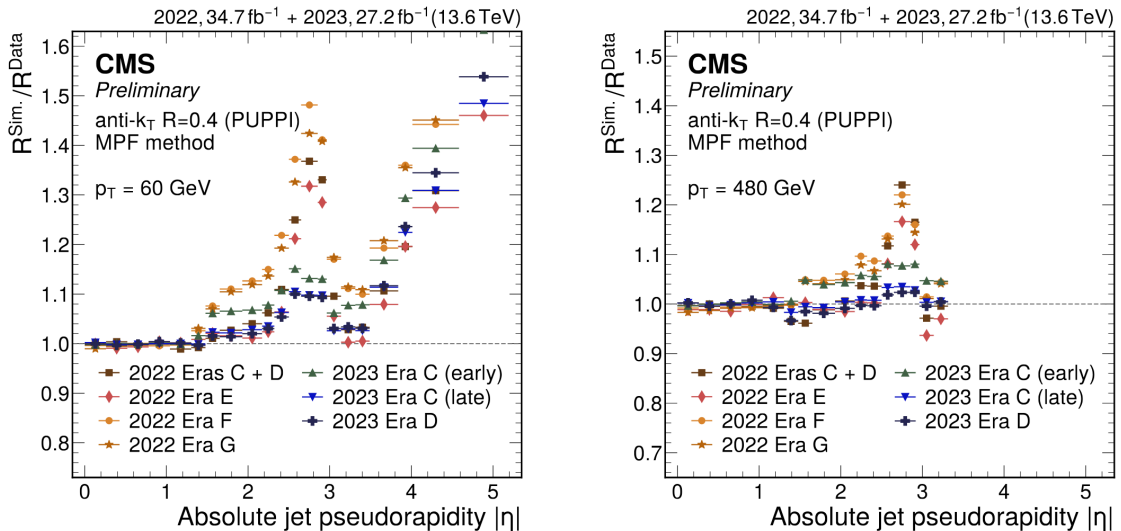 2022, 34.7 fb⁻¹ + 2023, 27.2 fb⁻¹ (13.6 TeV)
R^Sim./R^Data
1.6
1.5
1.4
1.3
1.2
1.1
1.0
0.9
0.8
CMS
Preliminary
anti-k_T R=0.4 (PUPPI)
MPF method
p_T = 60 GeV
2022 Eras C + D
2022 Era E
2022 Era F
2022 Era G
2023 Era C (early)
2023 Era C (late)
2023 Era D
0 1 2 3 4 5
Absolute jet pseudorapidity |η|
2022, 34.7 fb⁻¹ + 2023, 27.2 fb⁻¹ (13.6 TeV)
R^Sim./R^Data
1.5
1.4
1.3
1.2
1.1
1.0
0.9
0.8
0.7
CMS
Preliminary
anti-k_T R=0.4 (PUPPI)
MPF method
p_T = 480 GeV
2022 Eras C + D
2022 Era E
2022 Era F
2022 Era G
2023 Era C (early)
2023 Era C (late)
2023 Era D
0 1 2 3 4 5
Absolute jet pseudorapidity |η|